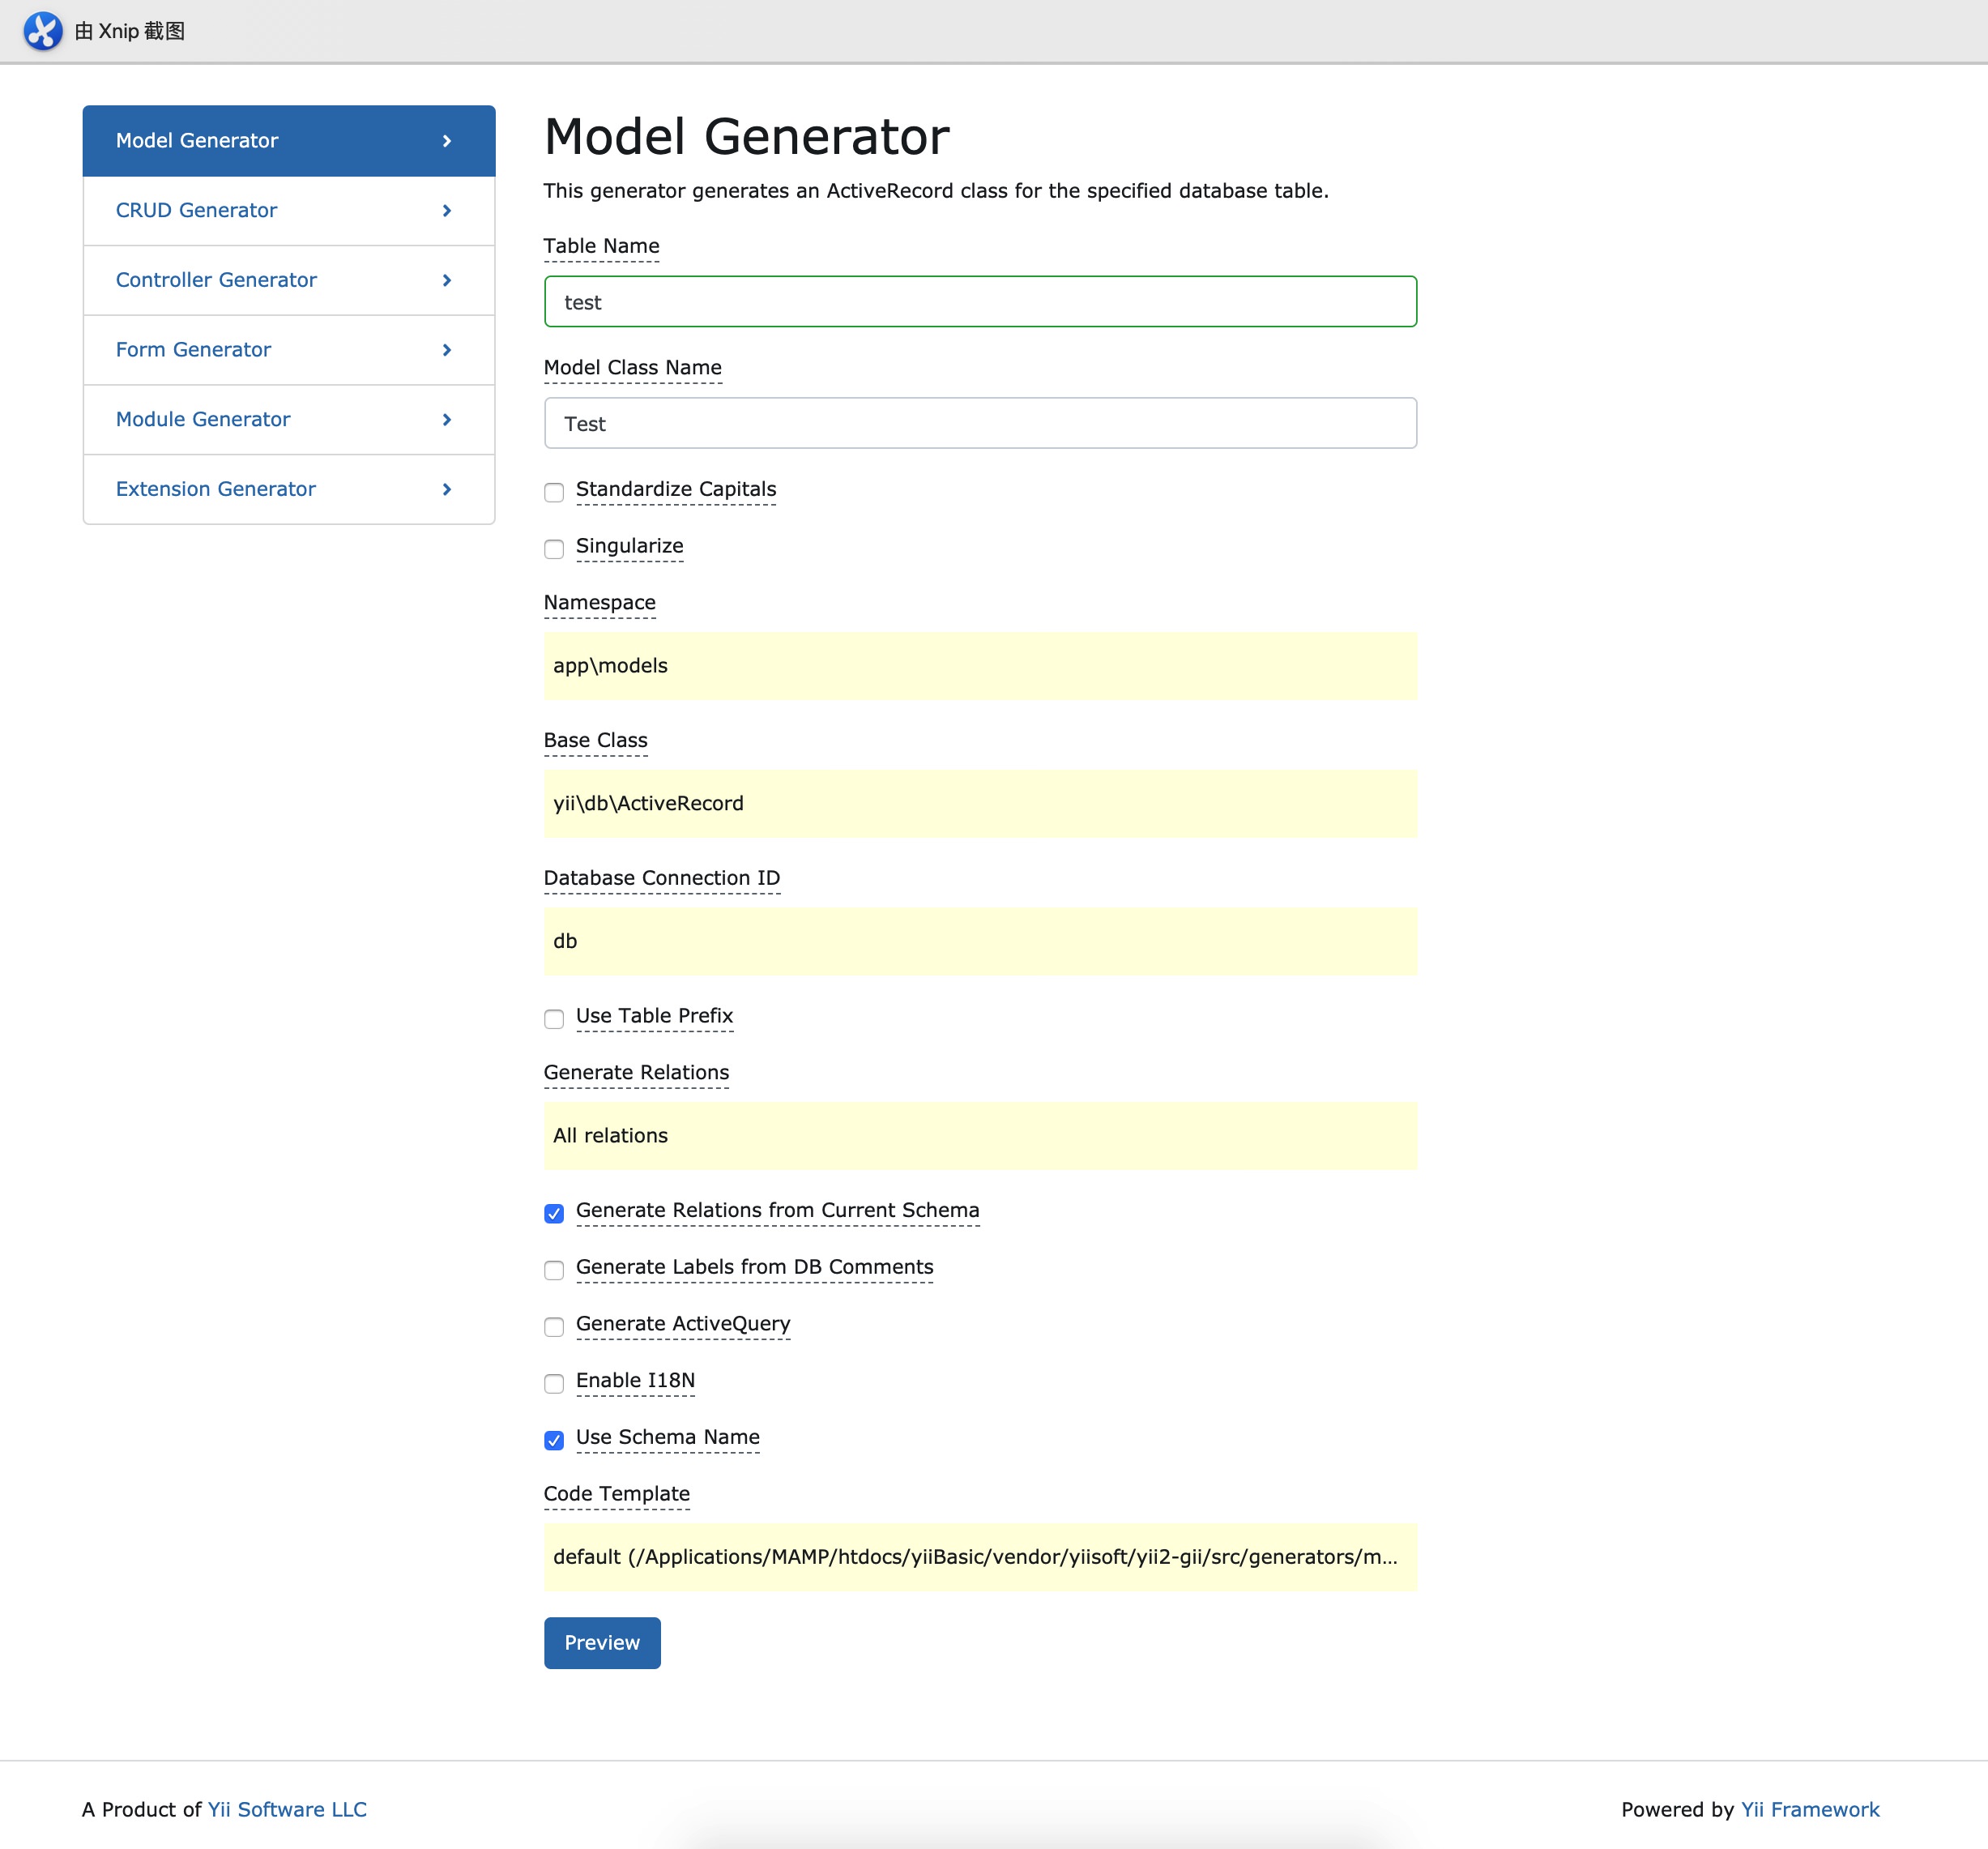 由 Xnip 截图
Model Generator
CRUD Generator
Controller Generator
Form Generator
Module Generator
Extension Generator
Model Generator
This generator generates an ActiveRecord class for the specified database table.
Table Name
test
Model Class Name
Test
Standardize Capitals
Singularize
Namespace
app\models
Base Class
yii\db\ActiveRecord
Database Connection ID
db
Use Table Prefix
Generate Relations
All relations
Generate Relations from Current Schema
Generate Labels from DB Comments
Generate ActiveQuery
Enable I18N
Use Schema Name
Code Template
default (/Applications/MAMP/htdocs/yiiBasic/vendor/yiisoft/yii2-gii/src/generators/m...
Preview
A Product of Yii Software LLC
Powered by Yii Framework